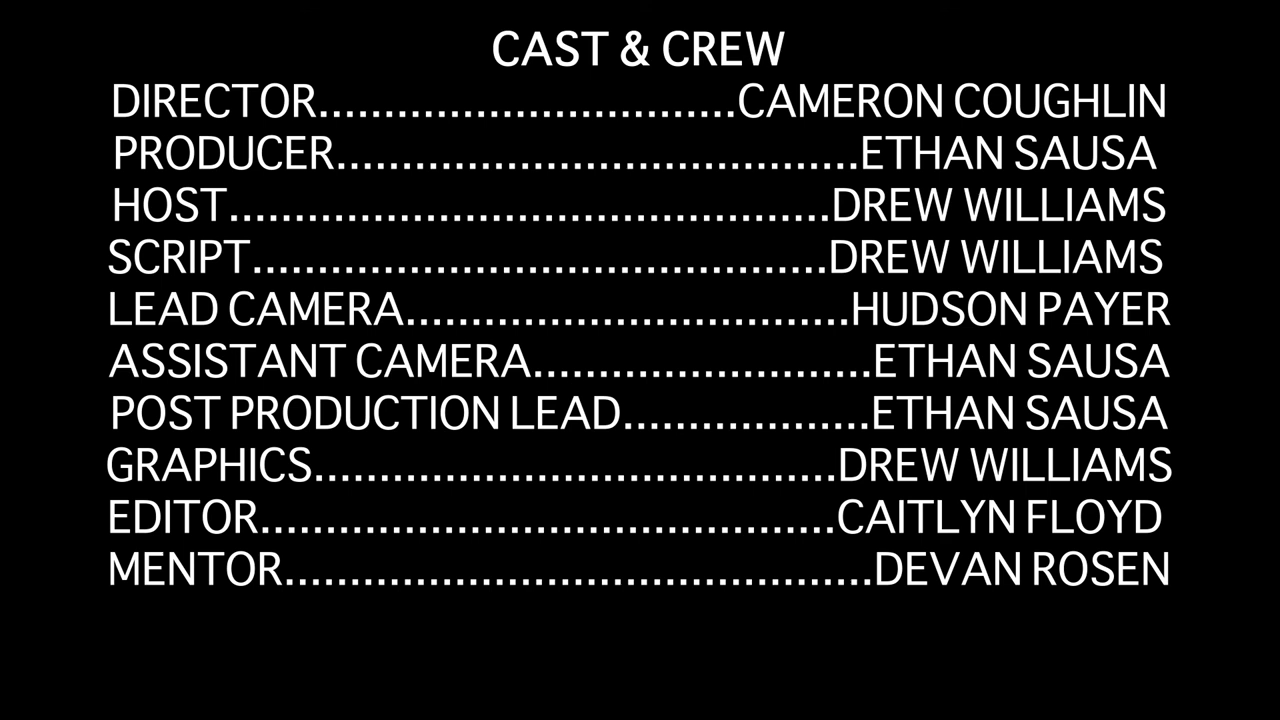 CAST & CREW
DIRECTOR................................CAMERON COUGHLIN
PRODUCER........................................ETHAN SAUSA
HOST..............................................DREW WILLIAMS
SCRIPT............................................DREW WILLIAMS
LEAD CAMERA..................................HUDSON PAYER
ASSISTANT CAMERA..........................ETHAN SAUSA
POST PRODUCTION LEAD...................ETHAN SAUSA
GRAPHICS........................................DREW WILLIAMS
EDITOR............................................CAITLYN FLOYD
MENTOR.............................................DEVAN ROSEN